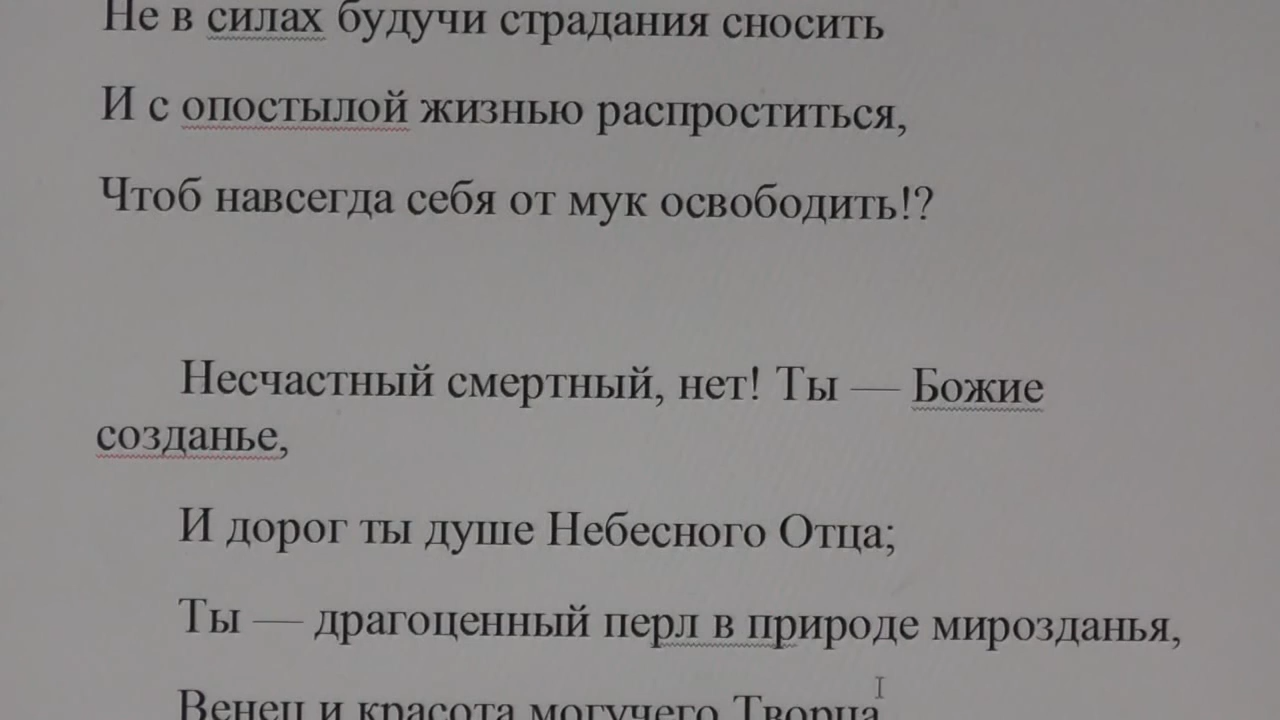 Не в силах будучи страдания сносить
И с опостылой жизнью распроститься,
Чтоб навсегда себя от мук освободить!?
Несчастный смертный, нет! Ты — Божие
созданье,
И дорог ты душе Небесного Отца;
Ты — драгоценный перл в природе мирозданья,
Венец и красота могучего Творца